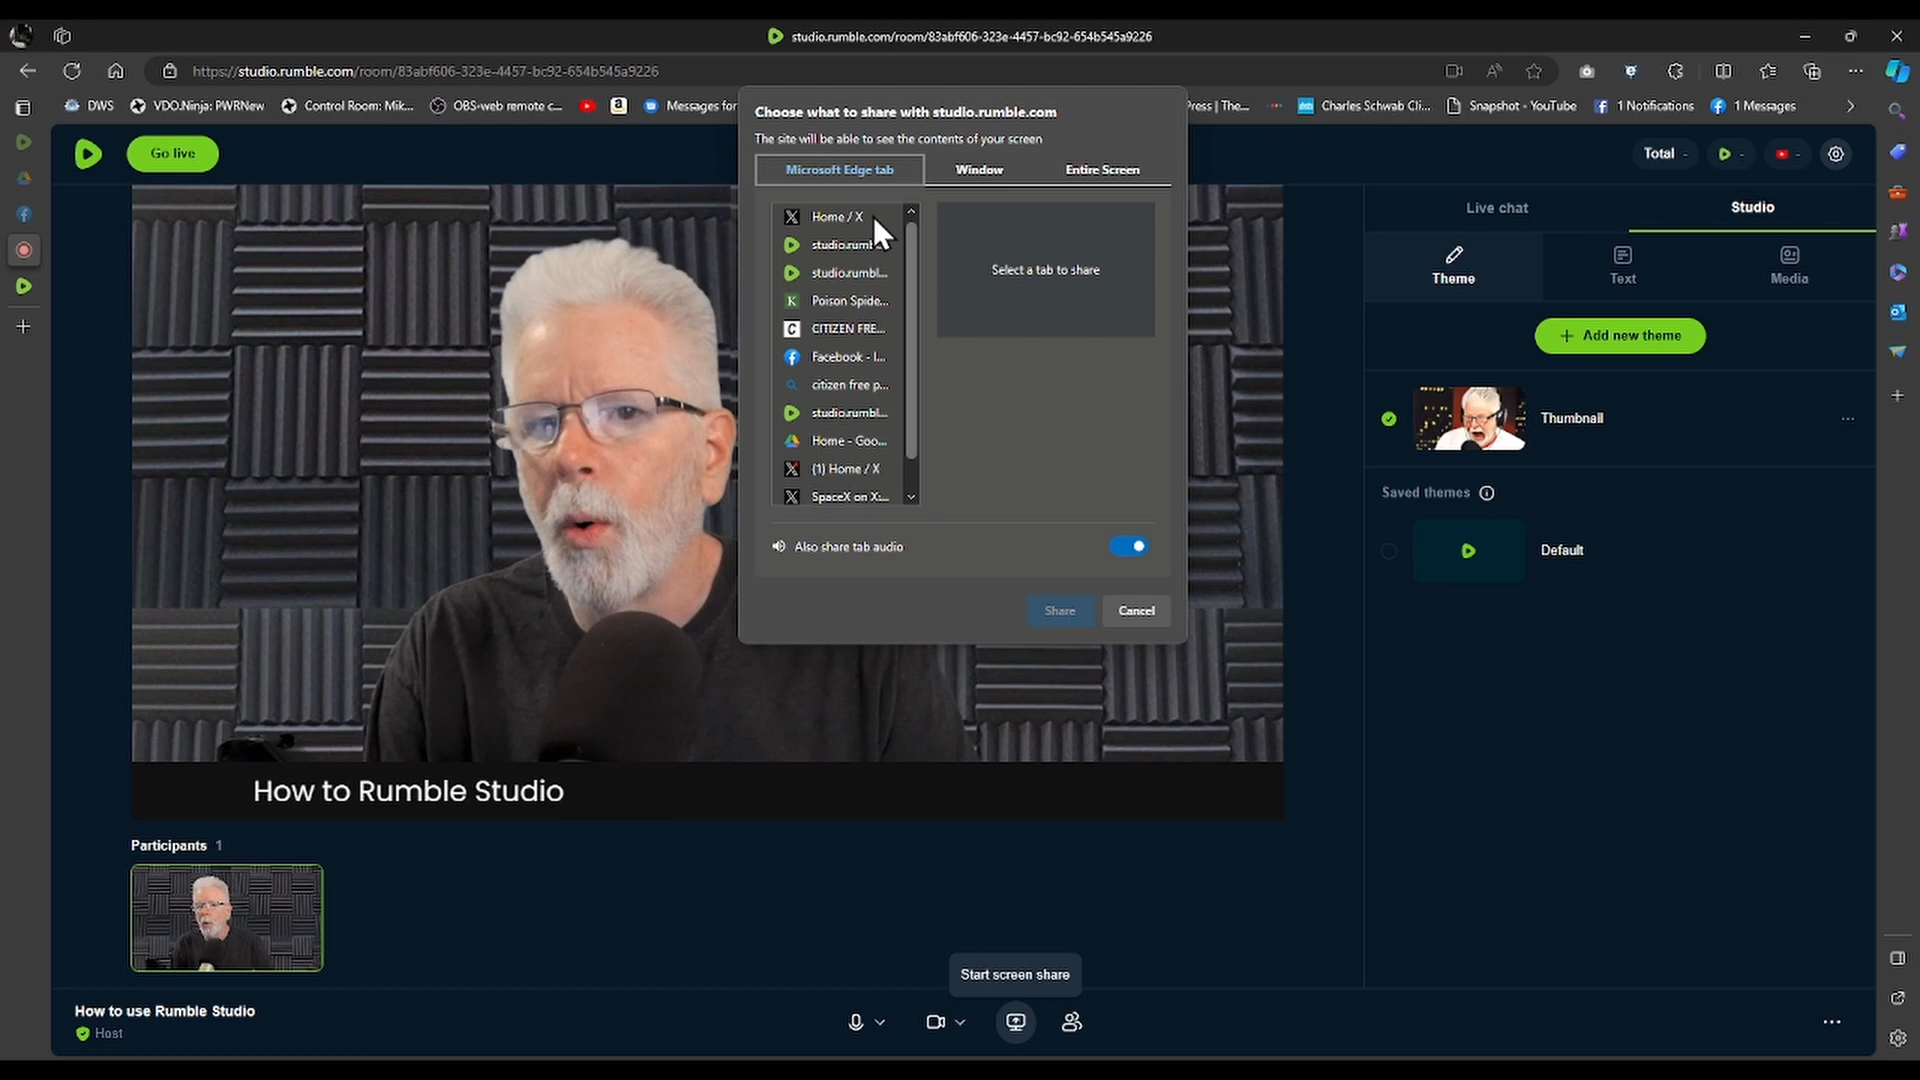 studio.rumble.com/room/83abf606-323e-4457-bc92-654b545a9226
https://studio.rumble.com/room/83abf606-323e-4457-bc92-654b545a9226
DWS
VDO.Ninja: PWRNew
Control Room: Mik...
OBS-web remote c...
Messages for
Press | The...
Charles Schwab Cli...
Snapshot - YouTube
1 Notifications
1 Messages
Choose what to share with studio.rumble.com
The site will be able to see the contents of your screen
Microsoft Edge tab
Window
Entire Screen
Home / X
studio.rumbl...
studio.rumbl...
Poison Spide...
CITIZEN FRE...
Facebook - I...
citizen free p...
studio.rumbl...
Home - Goo...
(1) Home / X
SpaceX on X:...
Select a tab to share
Also share tab audio
Share
Cancel
Go live
Total -
-
-
Live chat
Studio
Theme
Text
Media
+ Add new theme
Thumbnail
Saved themes
Default
How to Rumble Studio
Participants 1
Start screen share
How to use Rumble Studio
Host